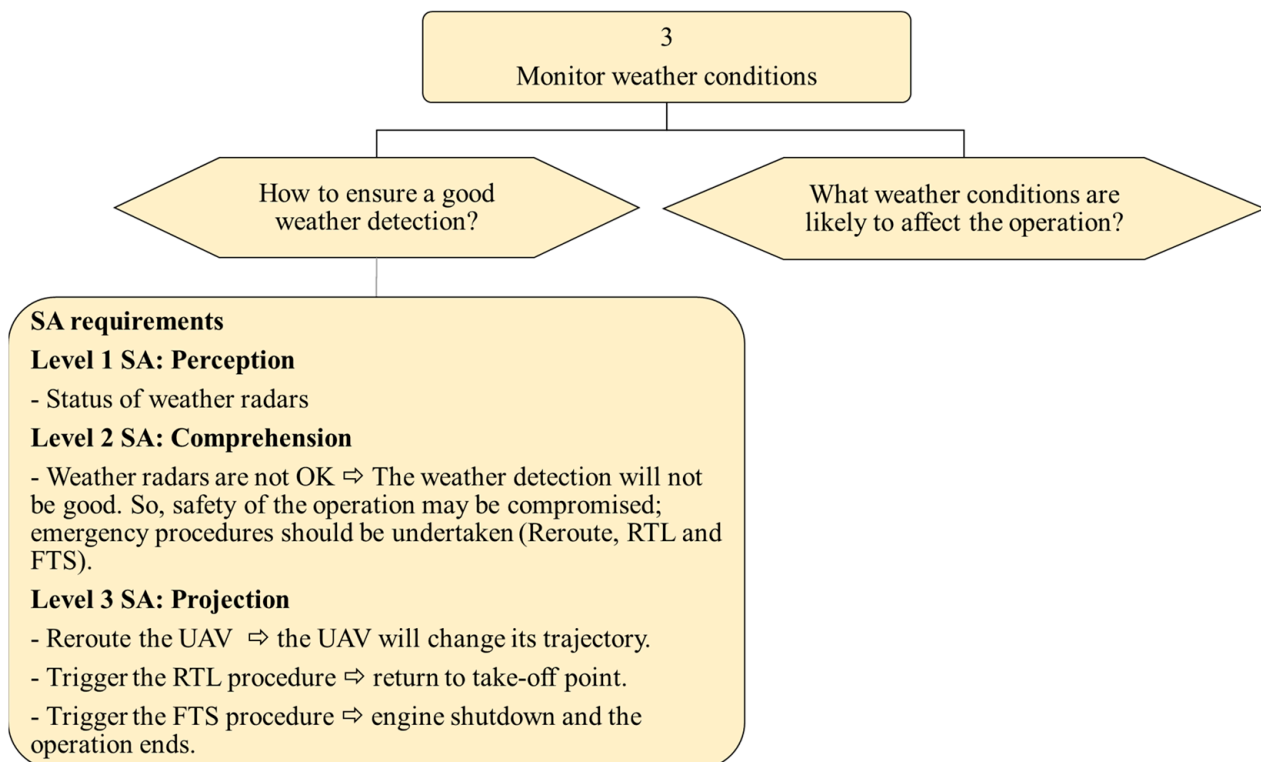 3
Monitor weather conditions
How to ensure a good
weather detection?
What weather conditions are
likely to affect the operation?
SA requirements
Level 1 SA: Perception
- Status of weather radars
Level 2 SA: Comprehension
- Weather radars are not OK ⇨ The weather detection will not
be good. So, safety of the operation may be compromised;
emergency procedures should be undertaken (Reroute, RTL and
FTS).
Level 3 SA: Projection
- Reroute the UAV ⇨ the UAV will change its trajectory.
- Trigger the RTL procedure ⇨ return to take-off point.
- Trigger the FTS procedure ⇨ engine shutdown and the
operation ends.